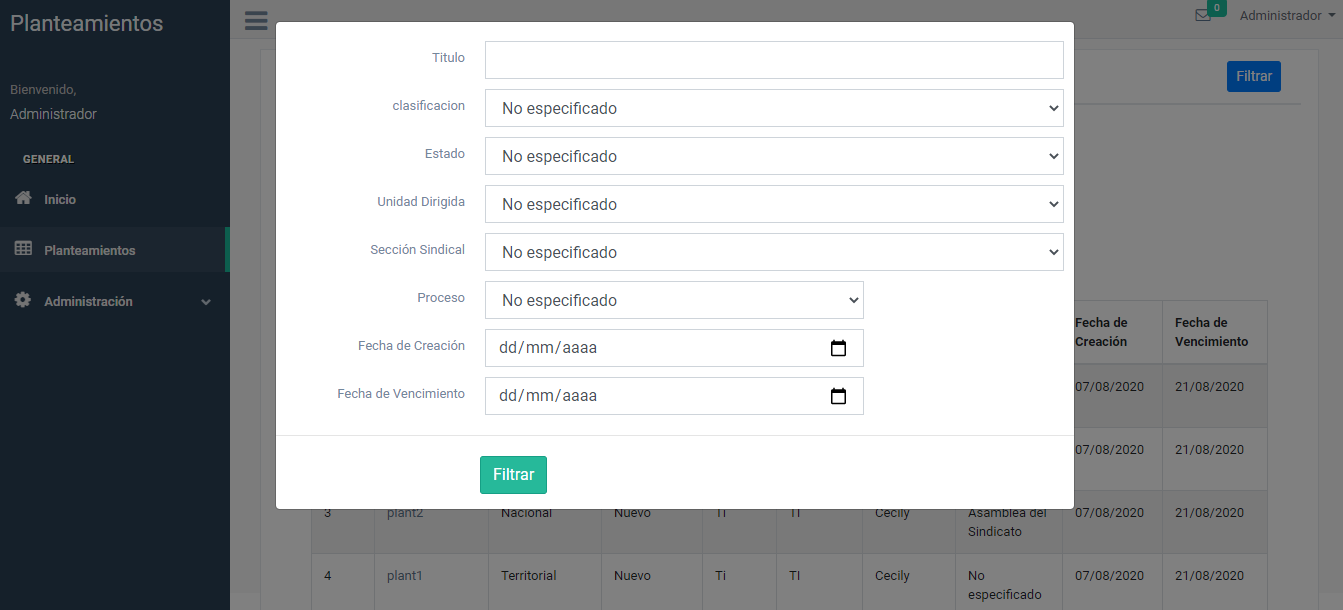 Planteamientos
0
Administrador
Bienvenido,
Administrador
GENERAL
Inicio
Planteamientos
Administración
Filtrar
Titulo
clasificacion
No especificado
Estado
No especificado
Unidad Dirigida
No especificado
Sección Sindical
No especificado
Proceso
No especificado
Fecha de Creación
dd/mm/aaaa
Fecha de Vencimiento
dd/mm/aaaa
Filtrar
Fecha de
Creación
Fecha de
Vencimiento
07/08/2020
21/08/2020
07/08/2020
21/08/2020
3
plant2
Nacional
Nuevo
TI
TI
Cecily
Asamblea del
Sindicato
07/08/2020
21/08/2020
4
plant1
Territorial
Nuevo
Ti
TI
Cecily
No
especificado
07/08/2020
21/08/2020